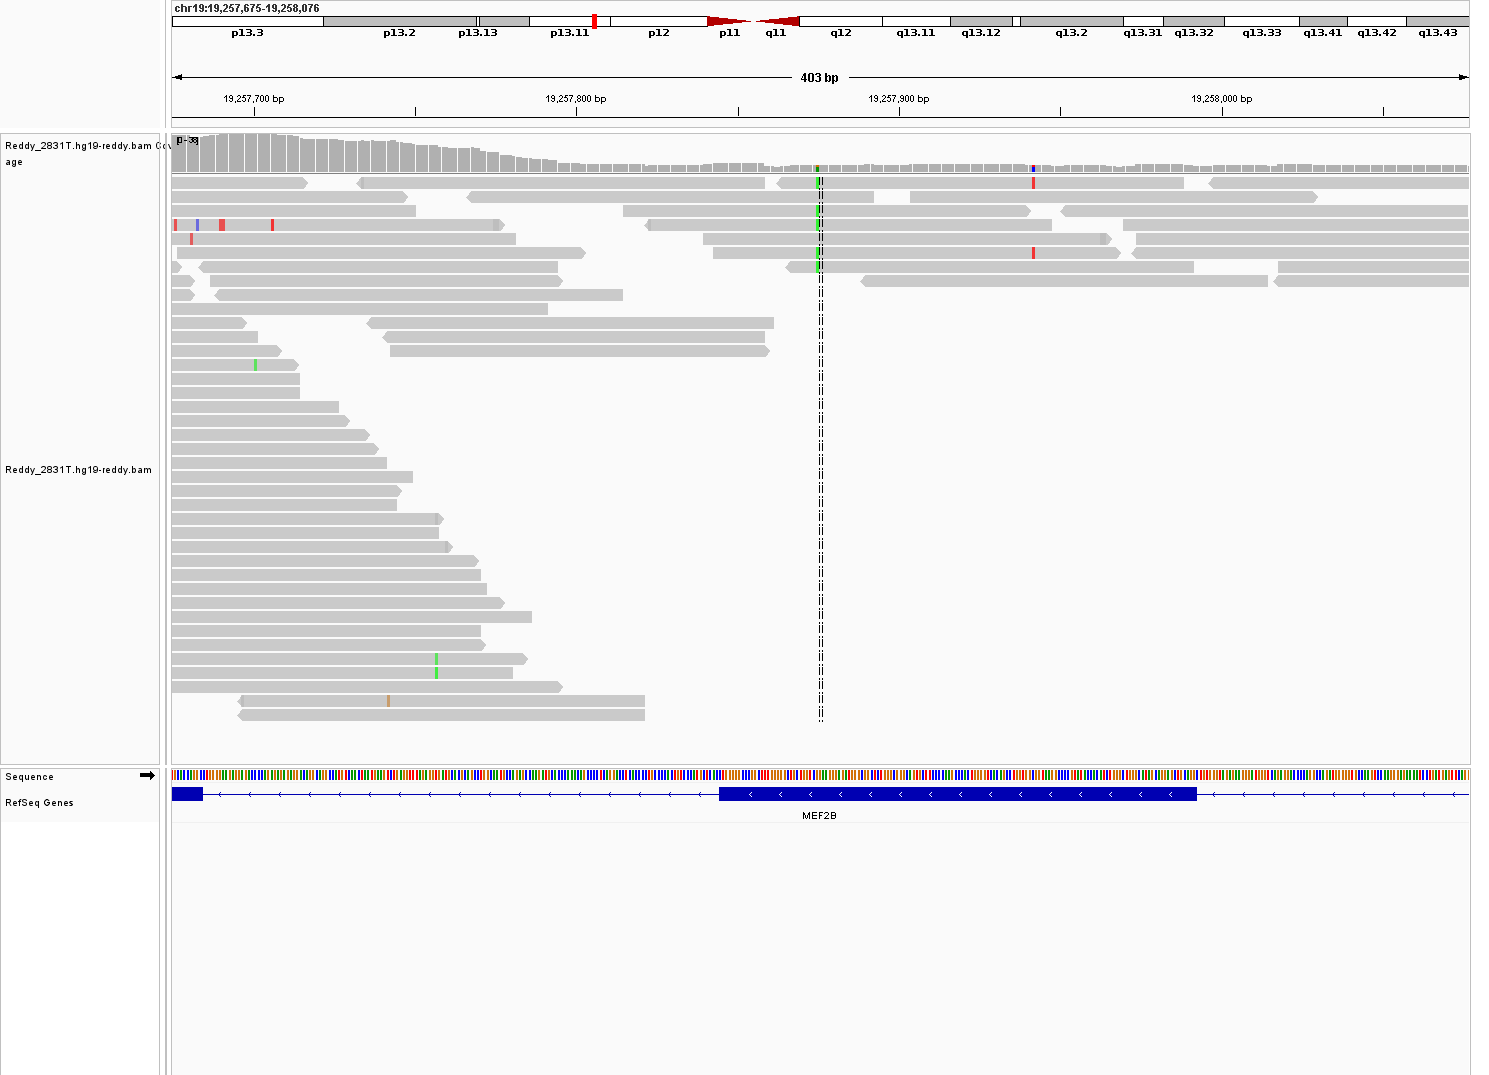 chr19:19,257,675-19,258,076
p13.3 p13.2 p13.13 p13.11 p12 p11 q11 q12 q13.11 q13.12 q13.2 q13.31 q13.32 q13.33 q13.41 q13.42 q13.43
403 bp
19,257,700 bp 19,257,800 bp 19,257,900 bp 19,258,000 bp
Reddy_2831T.hg19-reddy.bam Cov
age
[0-38]
Reddy_2831T.hg19-reddy.bam
Sequence
RefSeq Genes
MEF2B